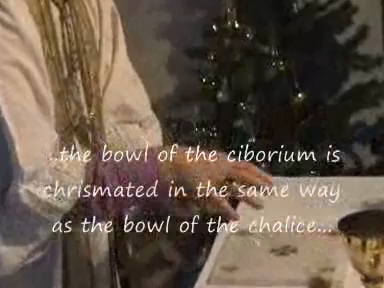 ...the bowl of the ciborium is
chrismated in the same way
as the bowl of the chalice...